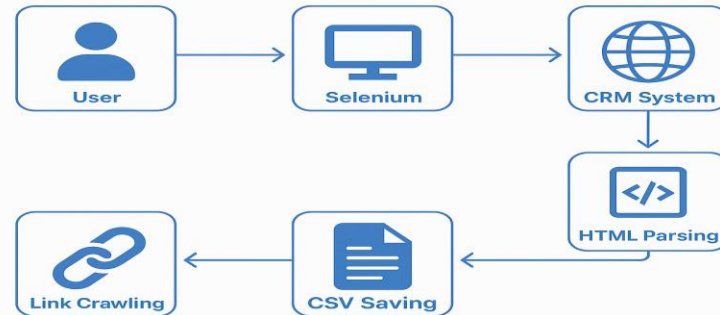 User
Selenium
CRM System
</>
HTML Parsing
CSV Saving
Link Crawling